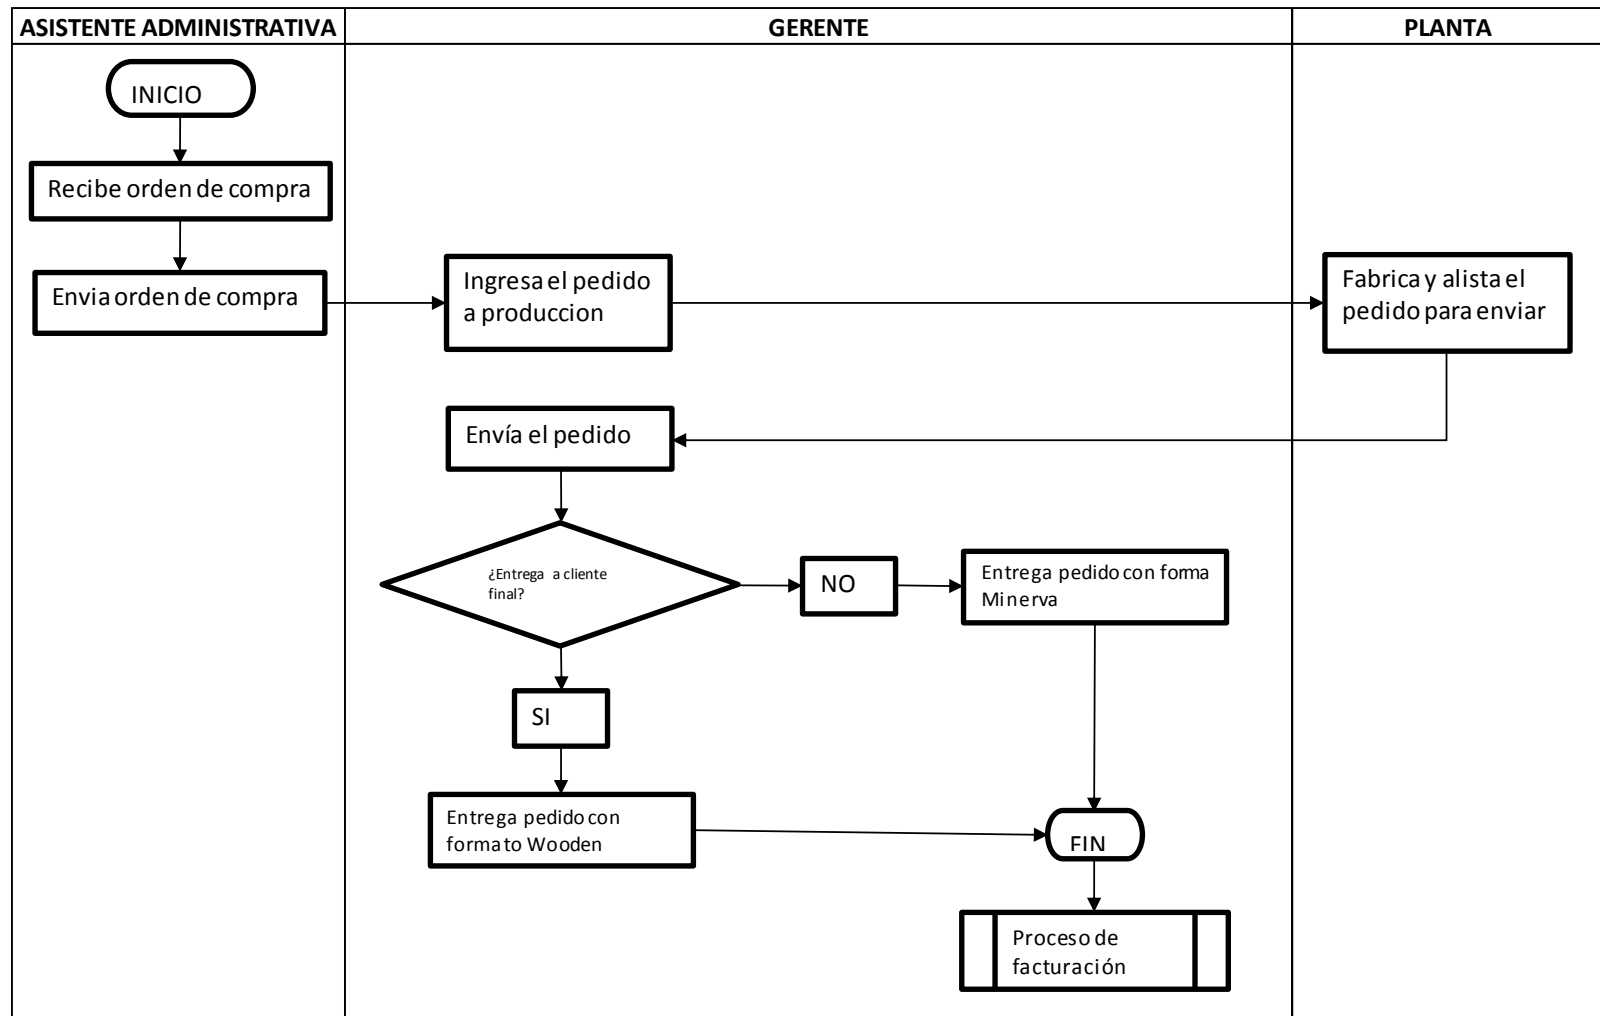 ASISTENTE ADMINISTRATIVA
GERENTE
PLANTA
INICIO
Recibe orden de compra
Envia orden de compra
Ingresa el pedido
a produccion
Fabrica y alista el
pedido para enviar
Envía el pedido
¿Entrega a cliente
final?
NO
Entrega pedido con forma
Minerva
SI
Entrega pedido con
formato Wooden
FIN
Proceso de
facturación